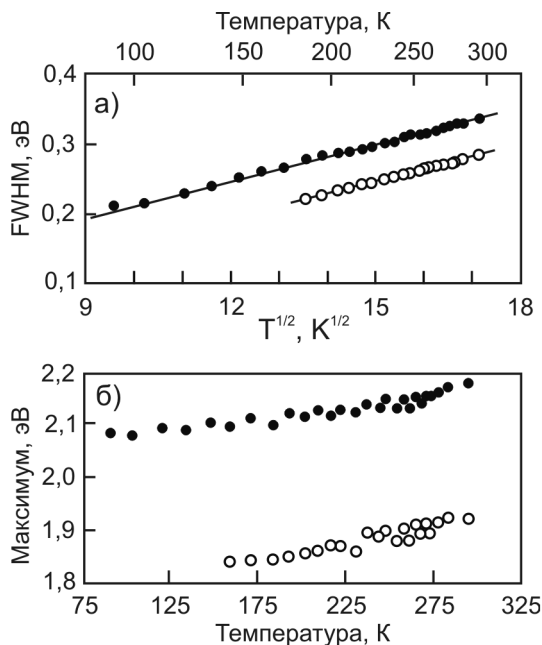 Температура, К
100 150 200 250 300
а)
0,4
0,3
0,2
0,1
FWHM, эВ
9 12 15 18
T^1/2, K^1/2
б)
2,2
2,1
2,0
1,9
1,8
Максимум, эВ
75 125 175 225 275 325
Температура, К